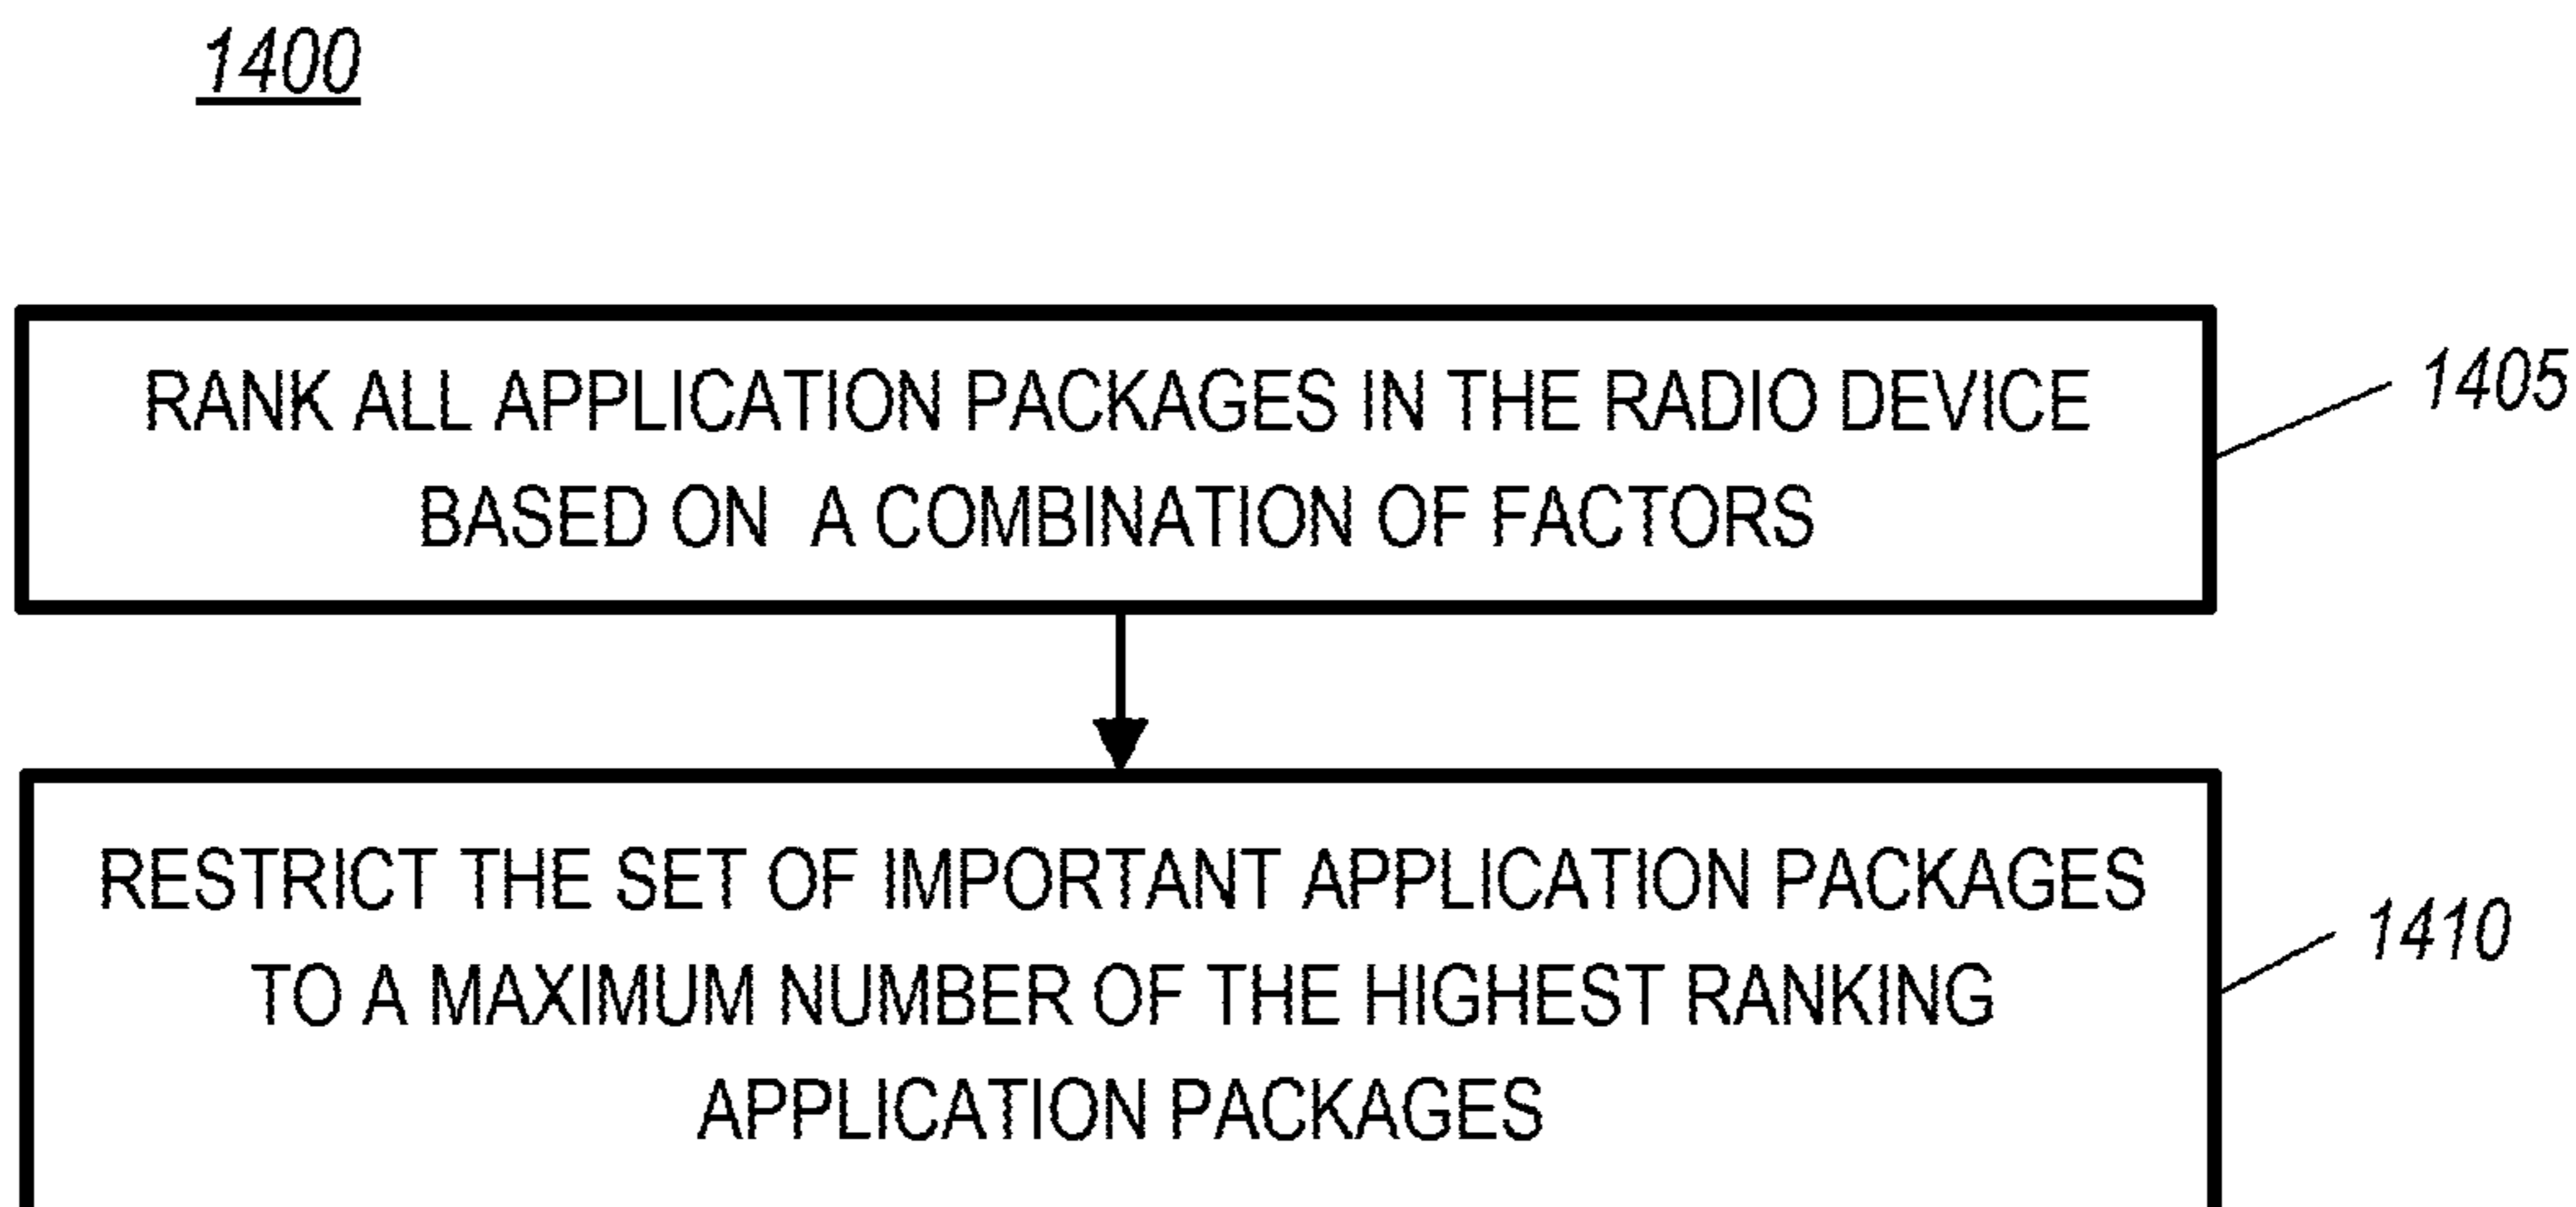 1400
RANK ALL APPLICATION PACKAGES IN THE RADIO DEVICE
BASED ON A COMBINATION OF FACTORS
1405
RESTRICT THE SET OF IMPORTANT APPLICATION PACKAGES
TO A MAXIMUM NUMBER OF THE HIGHEST RANKING
APPLICATION PACKAGES
1410